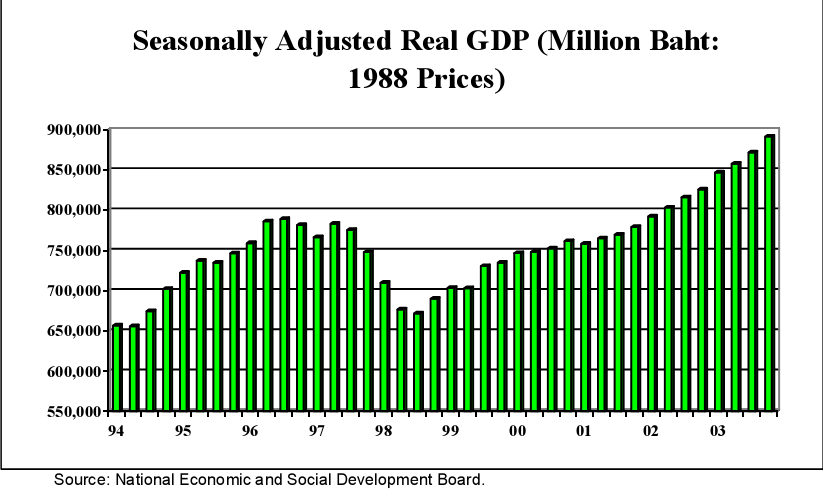 Seasonally Adjusted Real GDP (Million Baht:
1988 Prices)
900,000
850,000
800,000
750,000
700,000
650,000
600,000
550,000
94 95 96 97 98 99 00 01 02 03
Source: National Economic and Social Development Board.